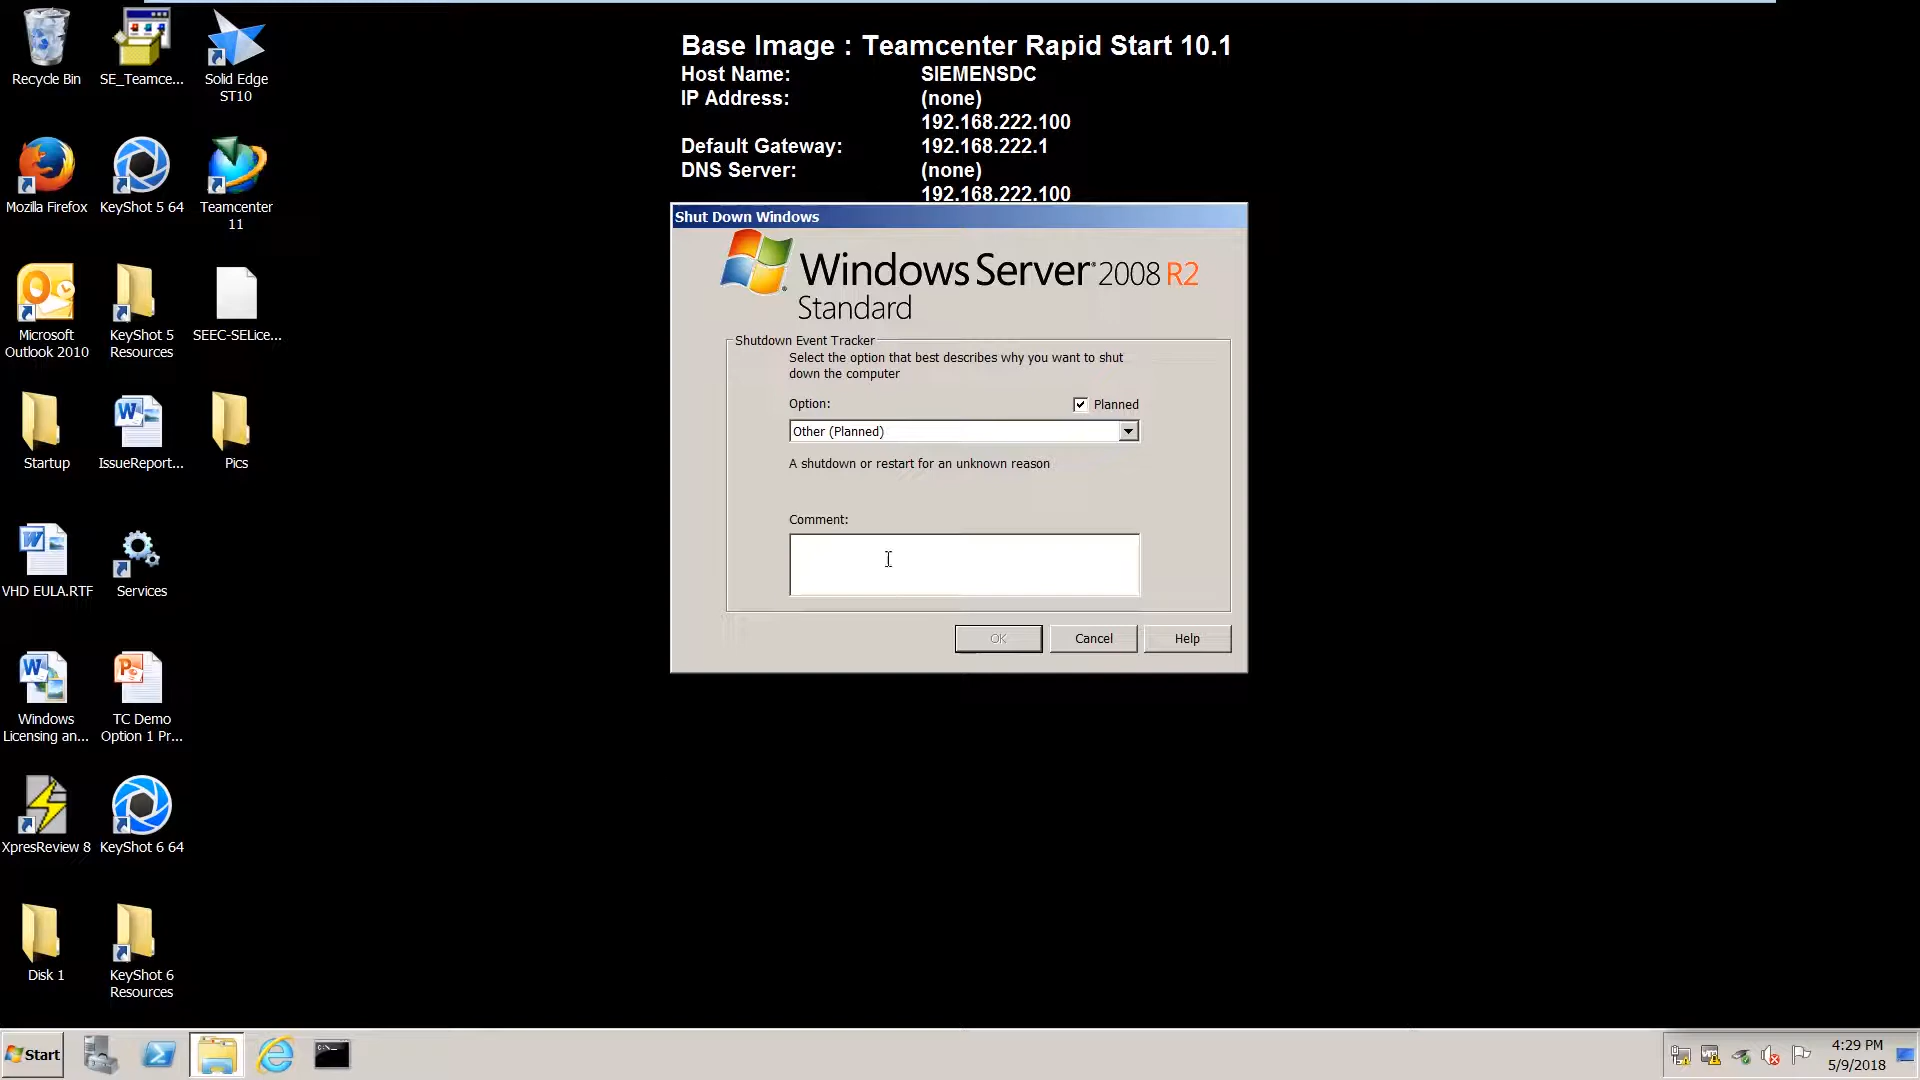 Base Image : Teamcenter Rapid Start 10.1
Host Name: SIEMENSDC
IP Address: (none)
192.168.222.100
Default Gateway: 192.168.222.1
DNS Server: (none)
192.168.222.100
Recycle Bin
SE_Teamce...
Solid Edge
ST10
Mozilla Firefox
KeyShot 5 64
Teamcenter
11
Microsoft
Outlook 2010
KeyShot 5
Resources
SEEC-SELice...
Startup
IssueReport...
Pics
VHD EULA.RTF
Services
Windows
Licensing an...
TC Demo
Option 1 Pr...
XpresReview 8
KeyShot 6 64
Disk 1
KeyShot 6
Resources
Shut Down Windows
Windows Server 2008 R2
Standard
Shutdown Event Tracker
Select the option that best describes why you want to shut
down the computer
Option:
Planned
Other (Planned)
A shutdown or restart for an unknown reason
Comment:
OK
Cancel
Help
Start
4:29 PM
5/9/2018